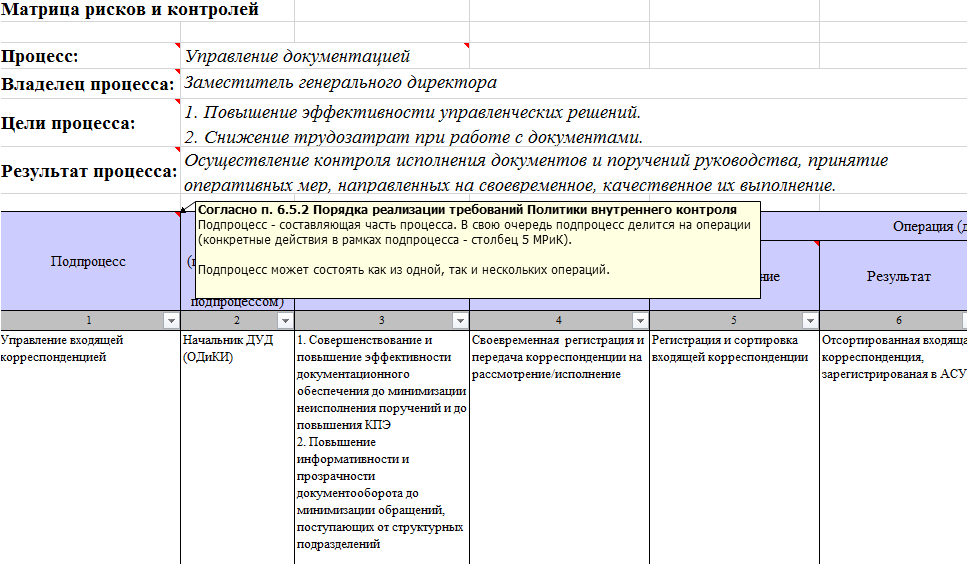 Матрица рисков и контролей
Процесс:
Управление документацией
Владелец процесса:
Заместитель генерального директора
Цели процесса:
1. Повышение эффективности управленческих решений.
2. Снижение трудозатрат при работе с документами.
Результат процесса:
Осуществление контроля исполнения документов и поручений руководства, принятие
оперативных мер, направленных на своевременное, качественное их выполнение.
Согласно п. 6.5.2 Порядка реализации требований Политики внутреннего контроля
Подпроцесс - составляющая часть процесса. В свою очередь подпроцесс делится на операции
(конкретные действия в рамках подпроцесса - столбец 5 МРиК).
Подпроцесс может состоять как из одной, так и нескольких операций.
Операция (д
Подпроцесс
подпроцессом)
ние
Результат
1
2
3
4
5
6
Управление входящей
корреспонденцией
Начальник ДУД
(ОДиКИ)
1. Совершенствование и
повышение эффективности
документационного
обеспечения до минимизации
неисполнения поручений и до
повышения КПЭ
2. Повышение
информативности и
прозрачности
документооборота до
минимизации обращений,
поступающих от структурных
подразделений
Своевременная регистрация и
передача корреспонденции на
рассмотрение/исполнение
Регистрация и сортировка
входящей корреспонденции
Отсортированная входяща
корреспонденция,
зарегистрированая в АСУ